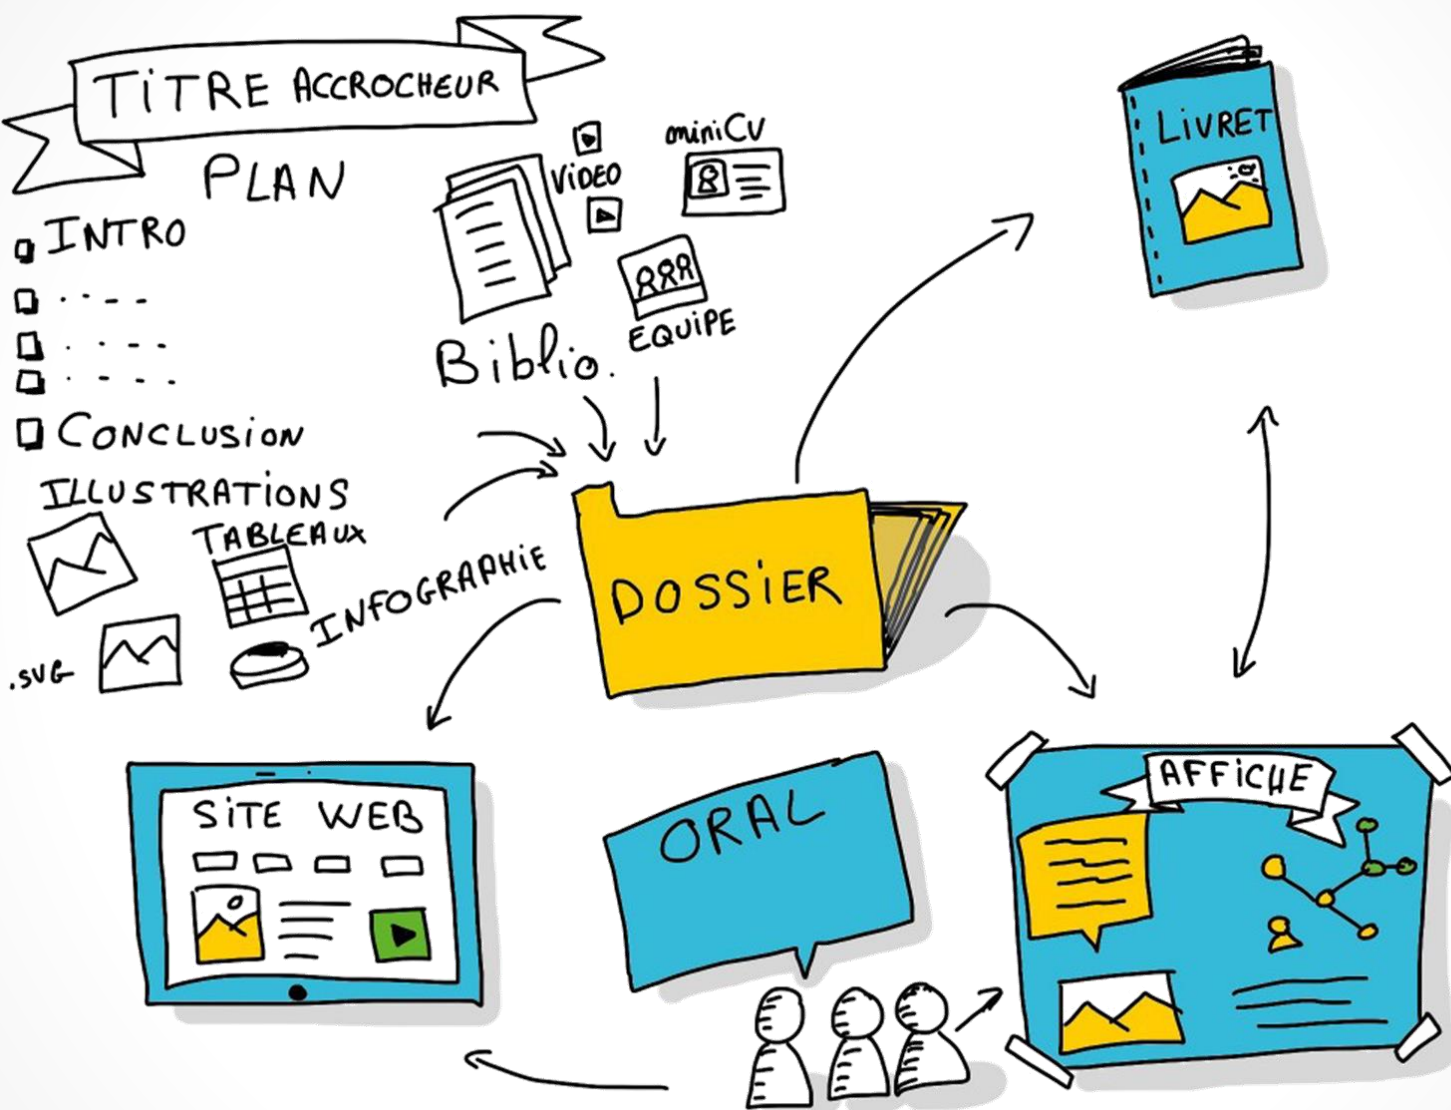 TiTRE ACCROCHEUR
PLAN
INTRO
CONCLUSiON
ViDEO
miniCV
EQUiPE
Biblio.
ILLUSTRATiONS
TABLEAUX
INFOGRAPHiE
.SVG
DOSSiER
LiVRET
SiTE WEB
ORAL
AFFiCHE